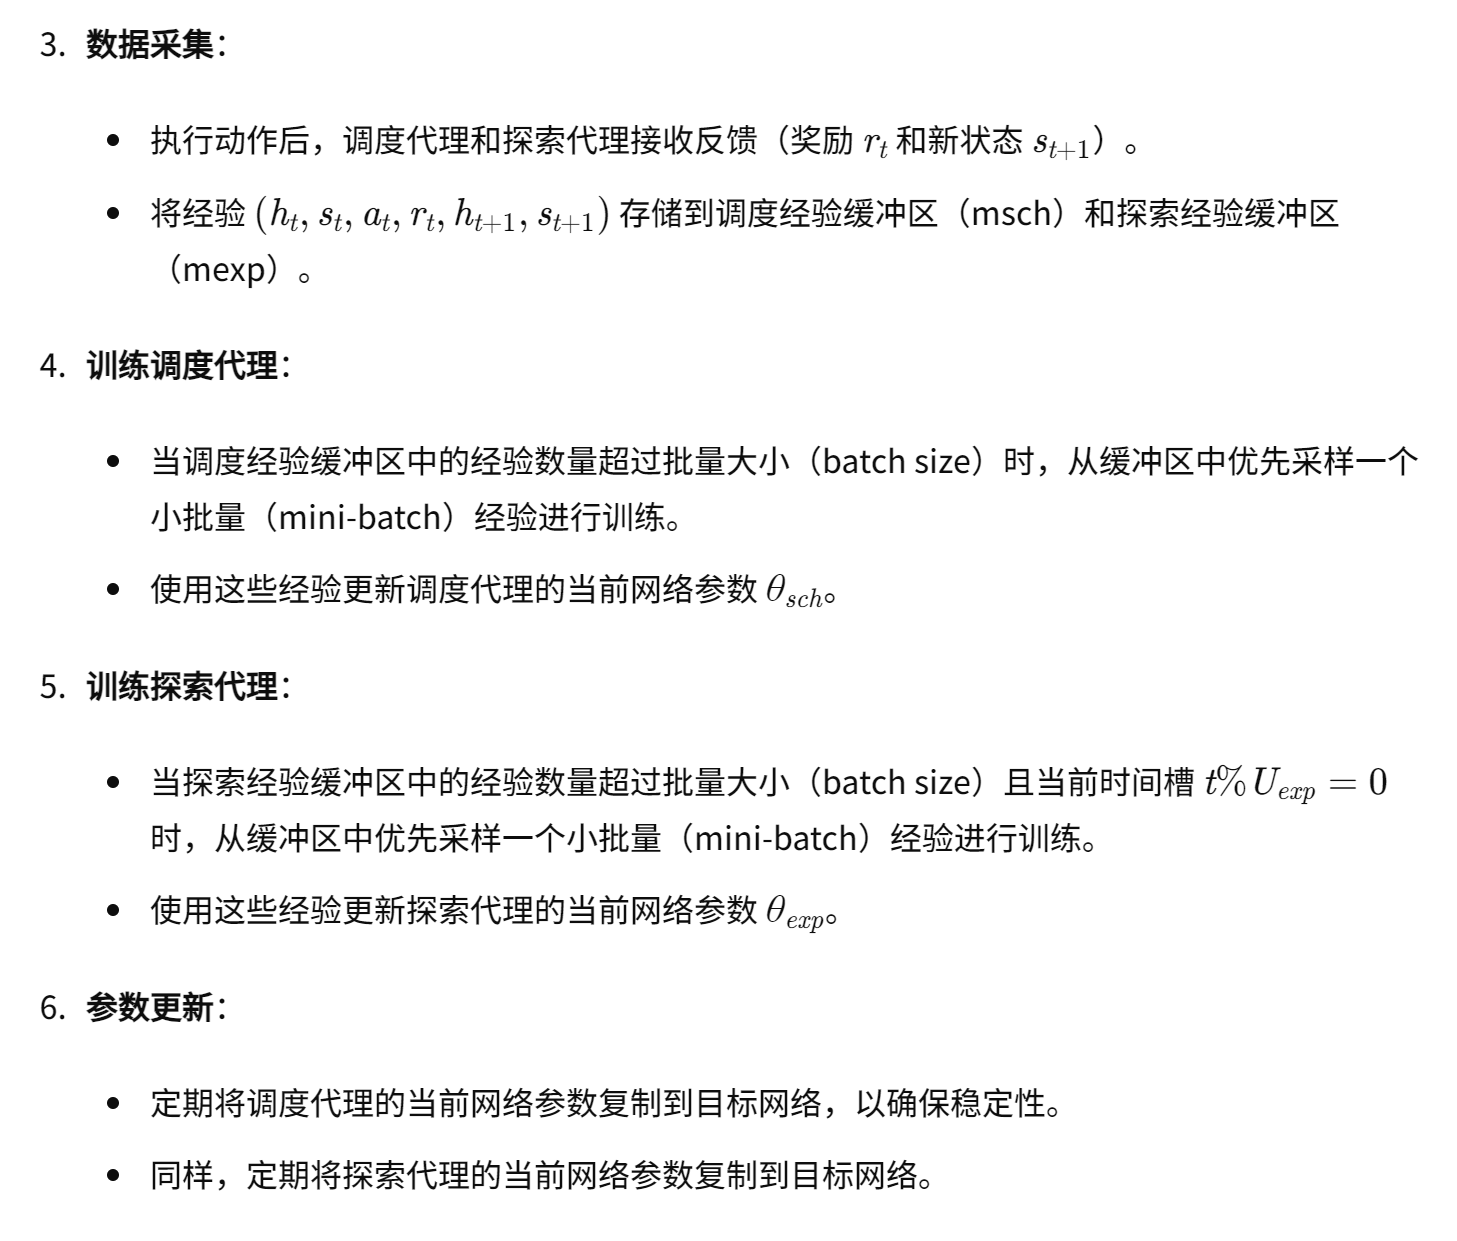 3. 数据采集：
• 执行动作后，调度代理和探索代理接收反馈（奖励 r_t 和新状态 s_{t+1}）。
• 将经验 (h_t, s_t, a_t, r_t, h_{t+1}, s_{t+1}) 存储到调度经验缓冲区（msch）和探索经验缓冲区
（mexp）。
4. 训练调度代理：
• 当调度经验缓冲区中的经验数量超过批量大小（batch size）时，从缓冲区中优先采样一个
小批量（mini-batch）经验进行训练。
• 使用这些经验更新调度代理的当前网络参数 θ_{sch}。
5. 训练探索代理：
• 当探索经验缓冲区中的经验数量超过批量大小（batch size）且当前时间槽 t%U_{exp} = 0
时，从缓冲区中优先采样一个小批量（mini-batch）经验进行训练。
• 使用这些经验更新探索代理的当前网络参数 θ_{exp}。
6. 参数更新：
• 定期将调度代理的当前网络参数复制到目标网络，以确保稳定性。
• 同样，定期将探索代理的当前网络参数复制到目标网络。